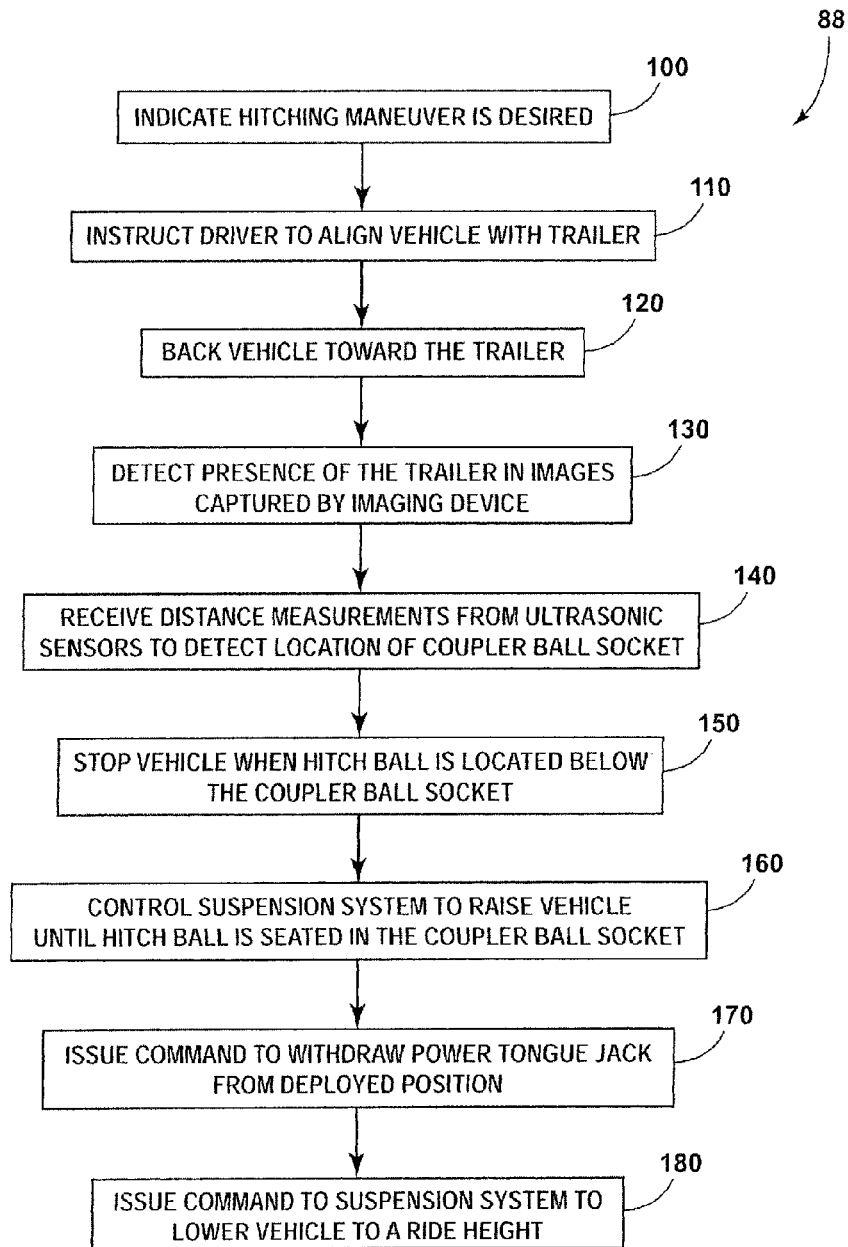 88
100
INDICATE HITCHING MANEUVER IS DESIRED
110
INSTRUCT DRIVER TO ALIGN VEHICLE WITH TRAILER
120
BACK VEHICLE TOWARD THE TRAILER
130
DETECT PRESENCE OF THE TRAILER IN IMAGES
CAPTURED BY IMAGING DEVICE
140
RECEIVE DISTANCE MEASUREMENTS FROM ULTRASONIC
SENSORS TO DETECT LOCATION OF COUPLER BALL SOCKET
150
STOP VEHICLE WHEN HITCH BALL IS LOCATED BELOW
THE COUPLER BALL SOCKET
160
CONTROL SUSPENSION SYSTEM TO RAISE VEHICLE
UNTIL HITCH BALL IS SEATED IN THE COUPLER BALL SOCKET
170
ISSUE COMMAND TO WITHDRAW POWER TONGUE JACK
FROM DEPLOYED POSITION
180
ISSUE COMMAND TO SUSPENSION SYSTEM TO
LOWER VEHICLE TO A RIDE HEIGHT